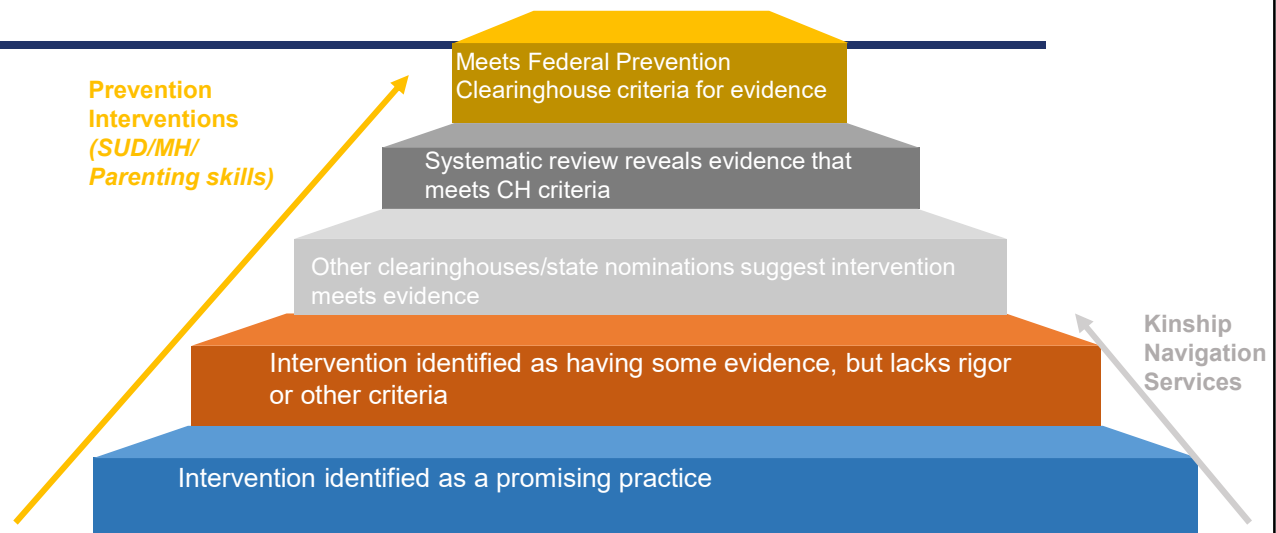 Meets Federal Prevention
Clearinghouse criteria for evidence
Prevention
Interventions
(SUD/MH/
Parenting skills)
Systematic review reveals evidence that
meets CH criteria
Other clearinghouses/state nominations suggest intervention
meets evidence
Kinship
Navigation
Services
Intervention identified as having some evidence, but lacks rigor
or other criteria
Intervention identified as a promising practice